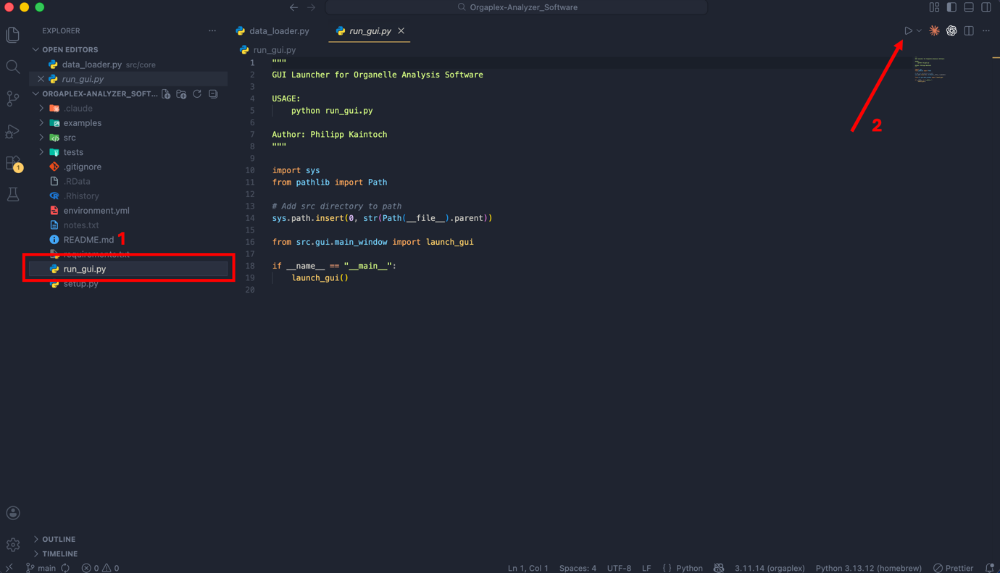 Orgaplex-Analyzer_Software
EXPLORER
data_loader.py
run_gui.py
OPEN EDITORS
data_loader.py src/core
run_gui.py
ORGAPLEX-ANALYZER_SOFT...
.claude
examples
src
tests
.gitignore
.RData
.Rhistory
environment.yml
notes.txt
README.md
1
requirements.txt
run_gui.py
setup.py
OUTLINE
TIMELINE
1
run_gui.py
1 """
2 GUI Launcher for Organelle Analysis Software
3
4 USAGE:
5     python run_gui.py
6
7 Author: Philipp Kaintoch
8 """
9
10 import sys
11 from pathlib import Path
12
13 # Add src directory to path
14 sys.path.insert(0, str(Path(__file__).parent))
15
16 from src.gui.main_window import launch_gui
17
18 if __name__ == "__main__":
19     launch_gui()
20
2
main 0 0 Ln 1, Col 1 Spaces: 4 UTF-8 LF { } Python 3.11.14 (orgaplex) Python 3.13.12 (homebrew) Prettier